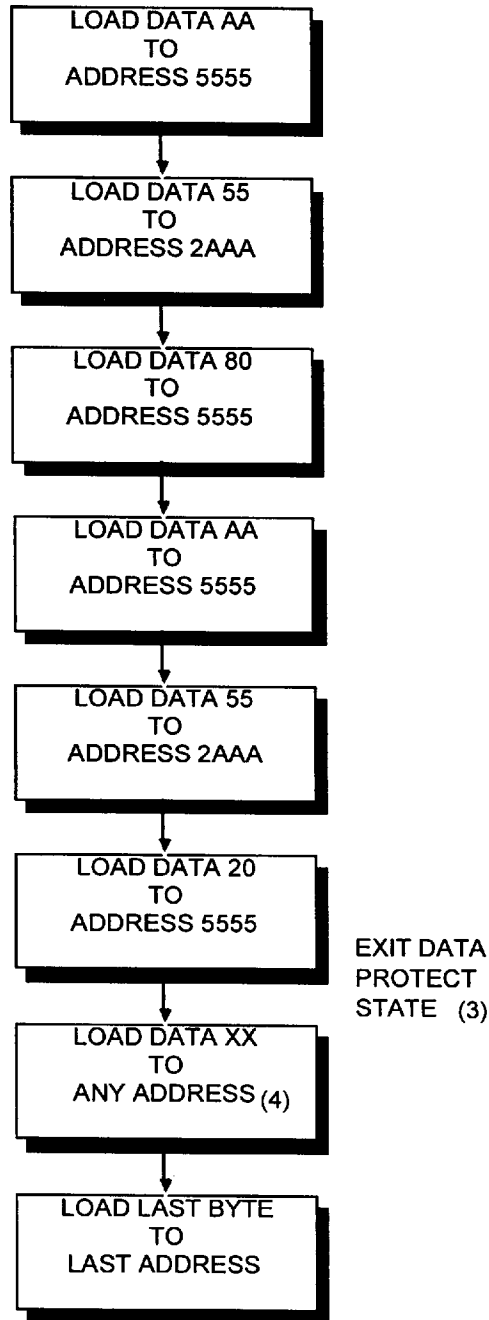 LOAD DATA AA
TO
ADDRESS 5555
LOAD DATA 55
TO
ADDRESS 2AAA
LOAD DATA 80
TO
ADDRESS 5555
LOAD DATA AA
TO
ADDRESS 5555
LOAD DATA 55
TO
ADDRESS 2AAA
LOAD DATA 20
TO
ADDRESS 5555
EXIT DATA
PROTECT
STATE (3)
LOAD DATA XX
TO
ANY ADDRESS (4)
LOAD LAST BYTE
TO
LAST ADDRESS